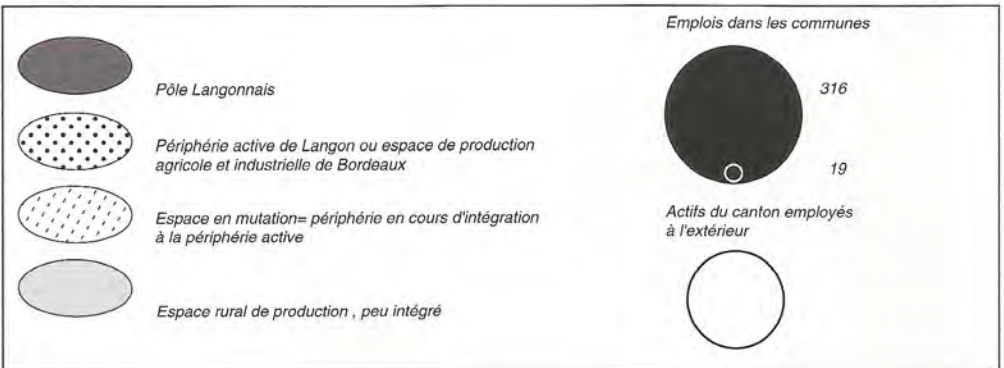 Pôle Langonnais
Périphérie active de Langon ou espace de production
agricole et industrielle de Bordeaux
Espace en mutation= périphérie en cours d'intégration
à la périphérie active
Espace rural de production , peu intégré
Emplois dans les communes
316
19
Actifs du canton employés
à l'extérieur